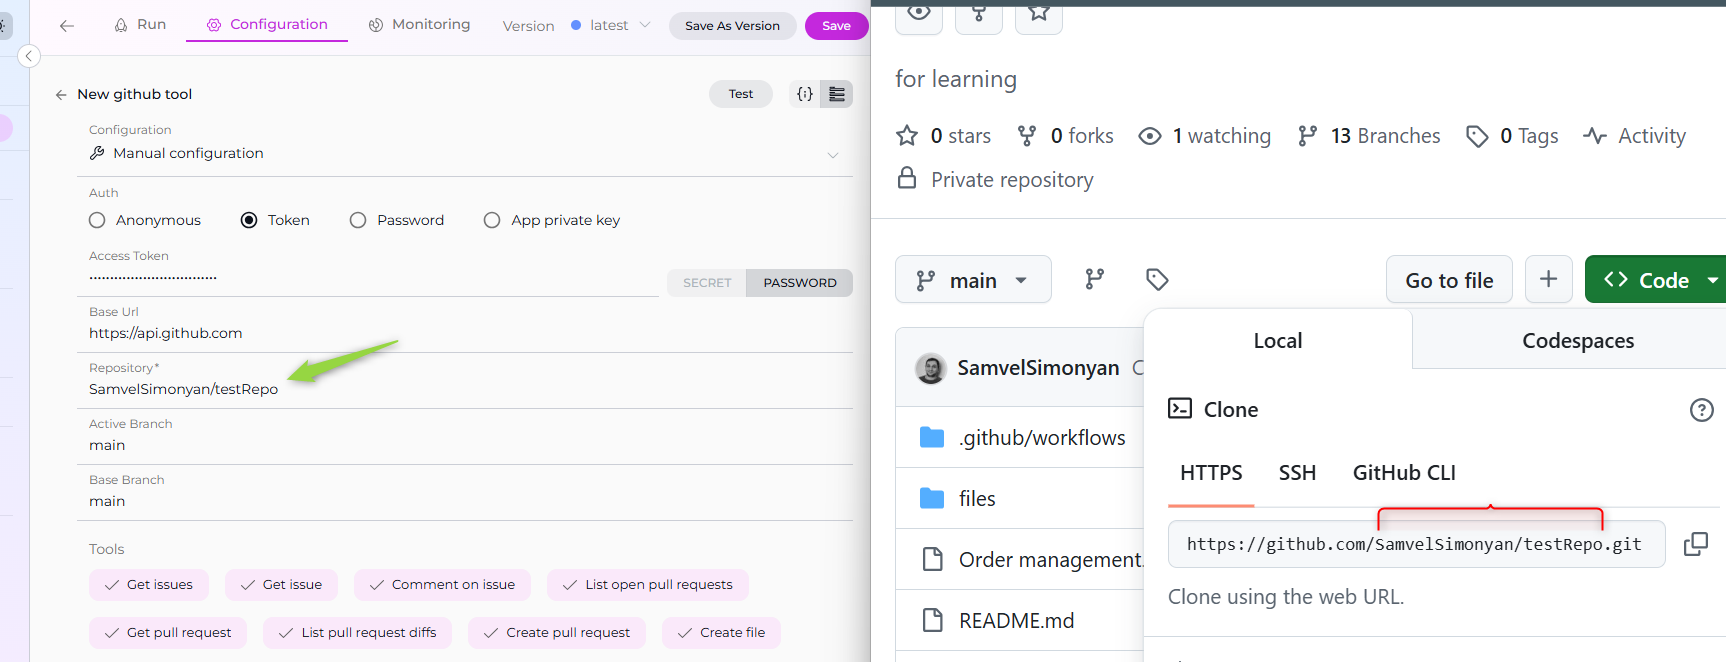 Run
Configuration
Monitoring
Version
latest
Save As Version
Save
New github tool
Test
{i}
Configuration
Manual configuration
Auth
Anonymous
Token
Password
App private key
Access Token
SECRET
PASSWORD
Base Url
https://api.github.com
Repository*
SamvelSimonyan/testRepo
Active Branch
main
Base Branch
main
Tools
Get issues
Get issue
Comment on issue
List open pull requests
Get pull request
List pull request diffs
Create pull request
Create file
for learning
0 stars
0 forks
1 watching
13 Branches
0 Tags
Activity
Private repository
main
Go to file
Code
Local
Codespaces
SamvelSimonyan
Clone
.github/workflows
HTTPS
SSH
GitHub CLI
files
https://github.com/SamvelSimonyan/testRepo.git
Order management.
Clone using the web URL.
README.md